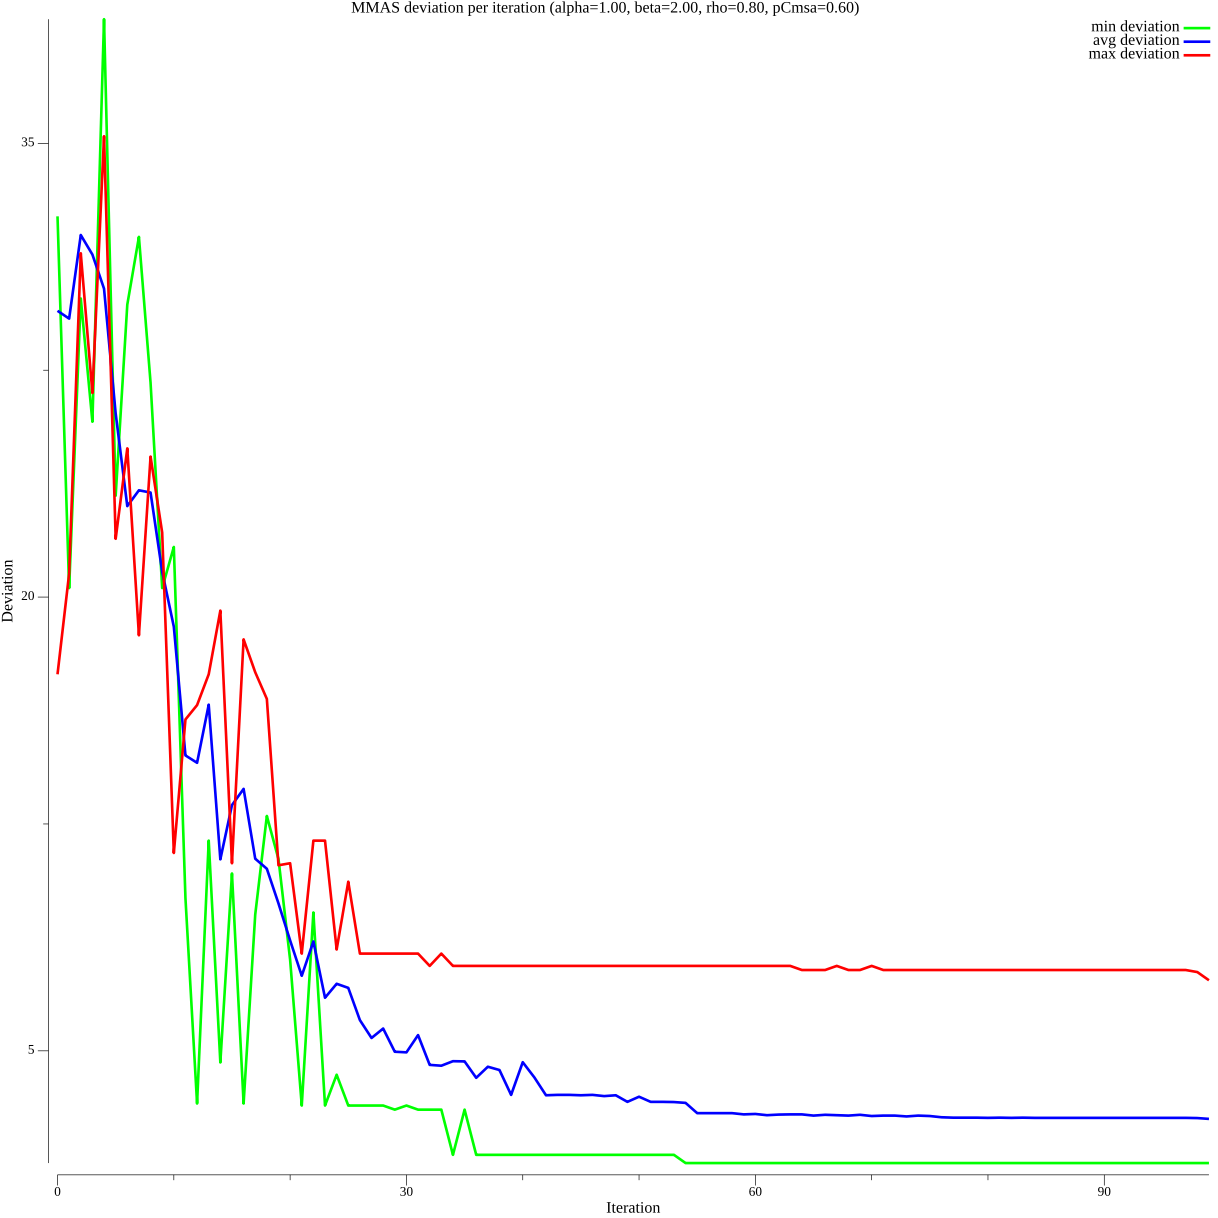 MMAS deviation per iteration (alpha=1.00, beta=2.00, rho=0.80, pCmsa=0.60)
min deviation
avg deviation
max deviation
35
20
5
Deviation
0
30
60
90
Iteration